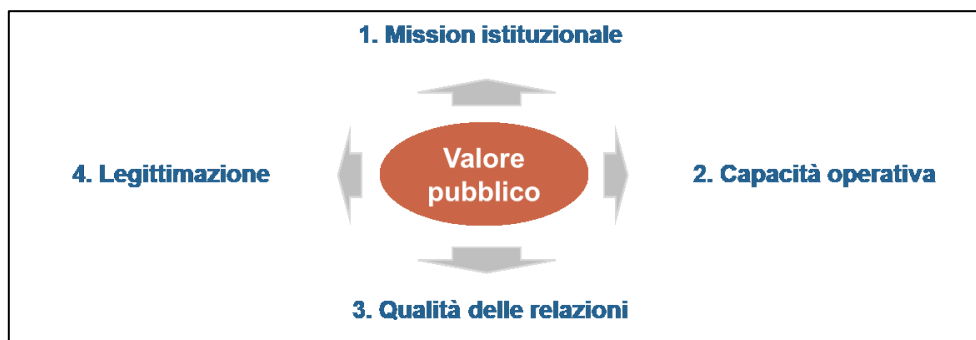 1. Mission istituzionale
4. Legittimazione
Valore
pubblico
2. Capacità operativa
3. Qualità delle relazioni